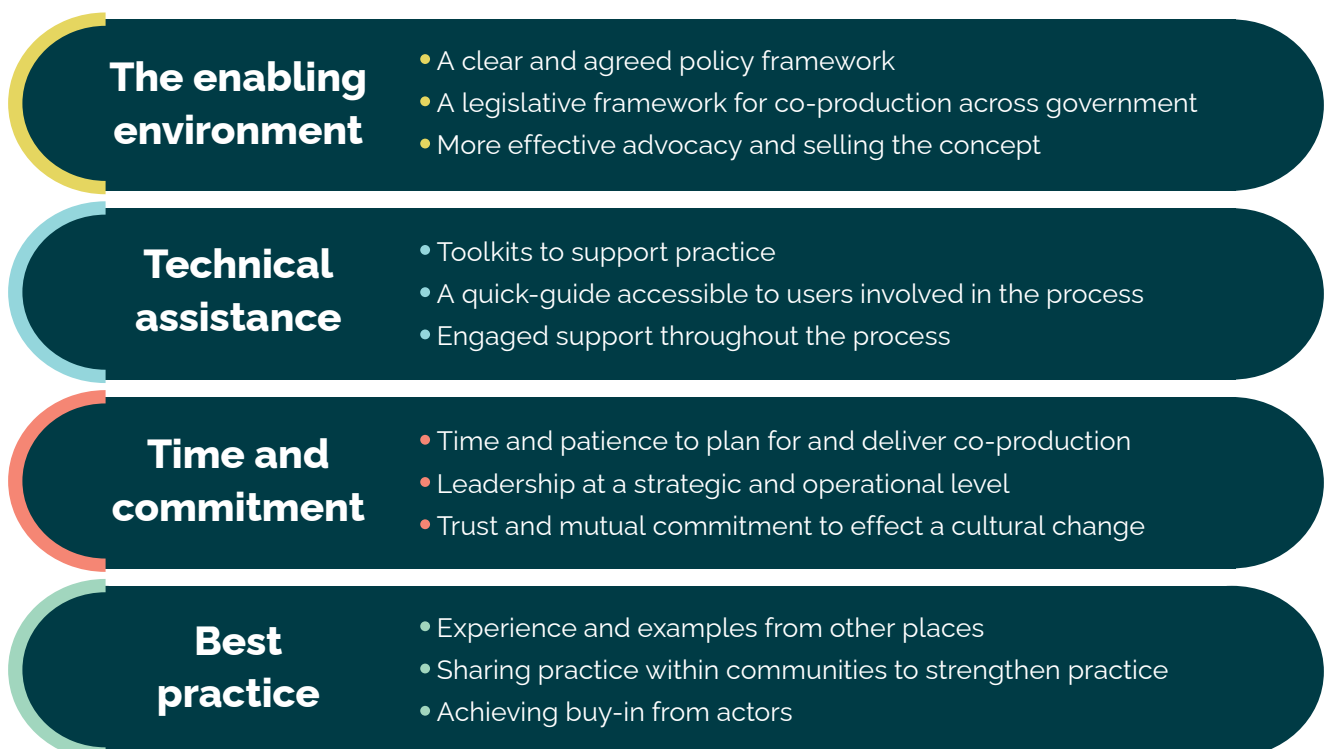 The enabling
environment
• A clear and agreed policy framework
• A legislative framework for co-production across government
• More effective advocacy and selling the concept
Technical
assistance
• Toolkits to support practice
• A quick-guide accessible to users involved in the process
• Engaged support throughout the process
Time and
commitment
• Time and patience to plan for and deliver co-production
• Leadership at a strategic and operational level
• Trust and mutual commitment to effect a cultural change
Best
practice
• Experience and examples from other places
• Sharing practice within communities to strengthen practice
• Achieving buy-in from actors